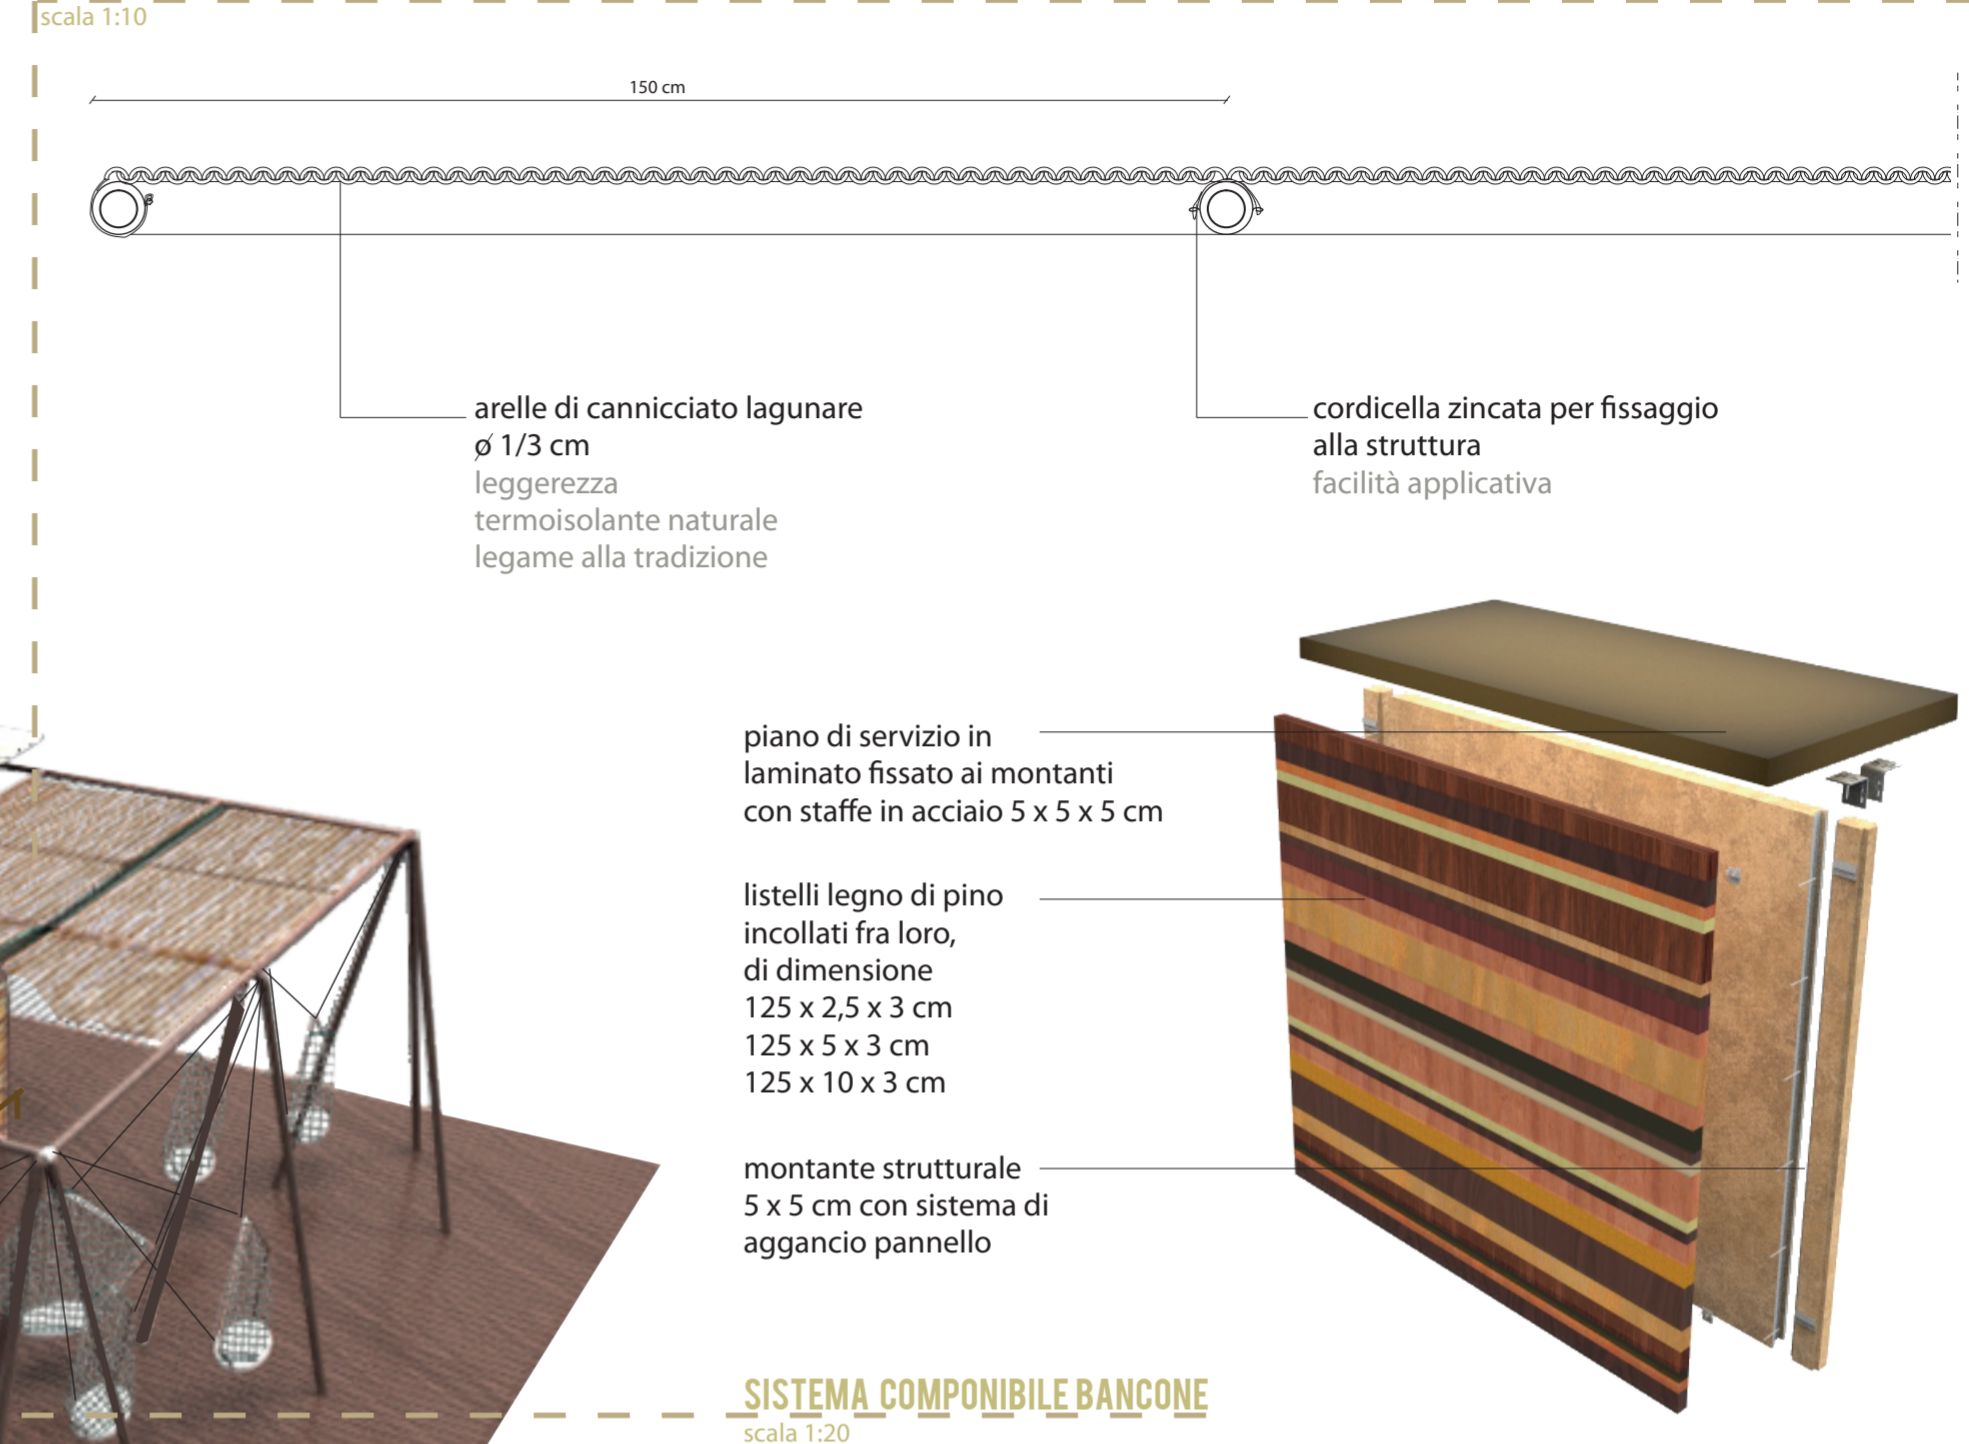 scala 1:10
150 cm
arelle di cannicciato lagunare
ø 1/3 cm
leggerezza
termoisolante naturale
legame alla tradizione
cordicella zincata per fissaggio
alla struttura
facilità applicativa
piano di servizio in
laminato fissato ai montanti
con staffe in acciaio 5 x 5 x 5 cm
listelli legno di pino
incollati fra loro,
di dimensione
125 x 2,5 x 3 cm
125 x 5 x 3 cm
125 x 10 x 3 cm
montante strutturale
5 x 5 cm con sistema di
aggancio pannello
SISTEMA COMPONIBILE BANCONE
scala 1:20